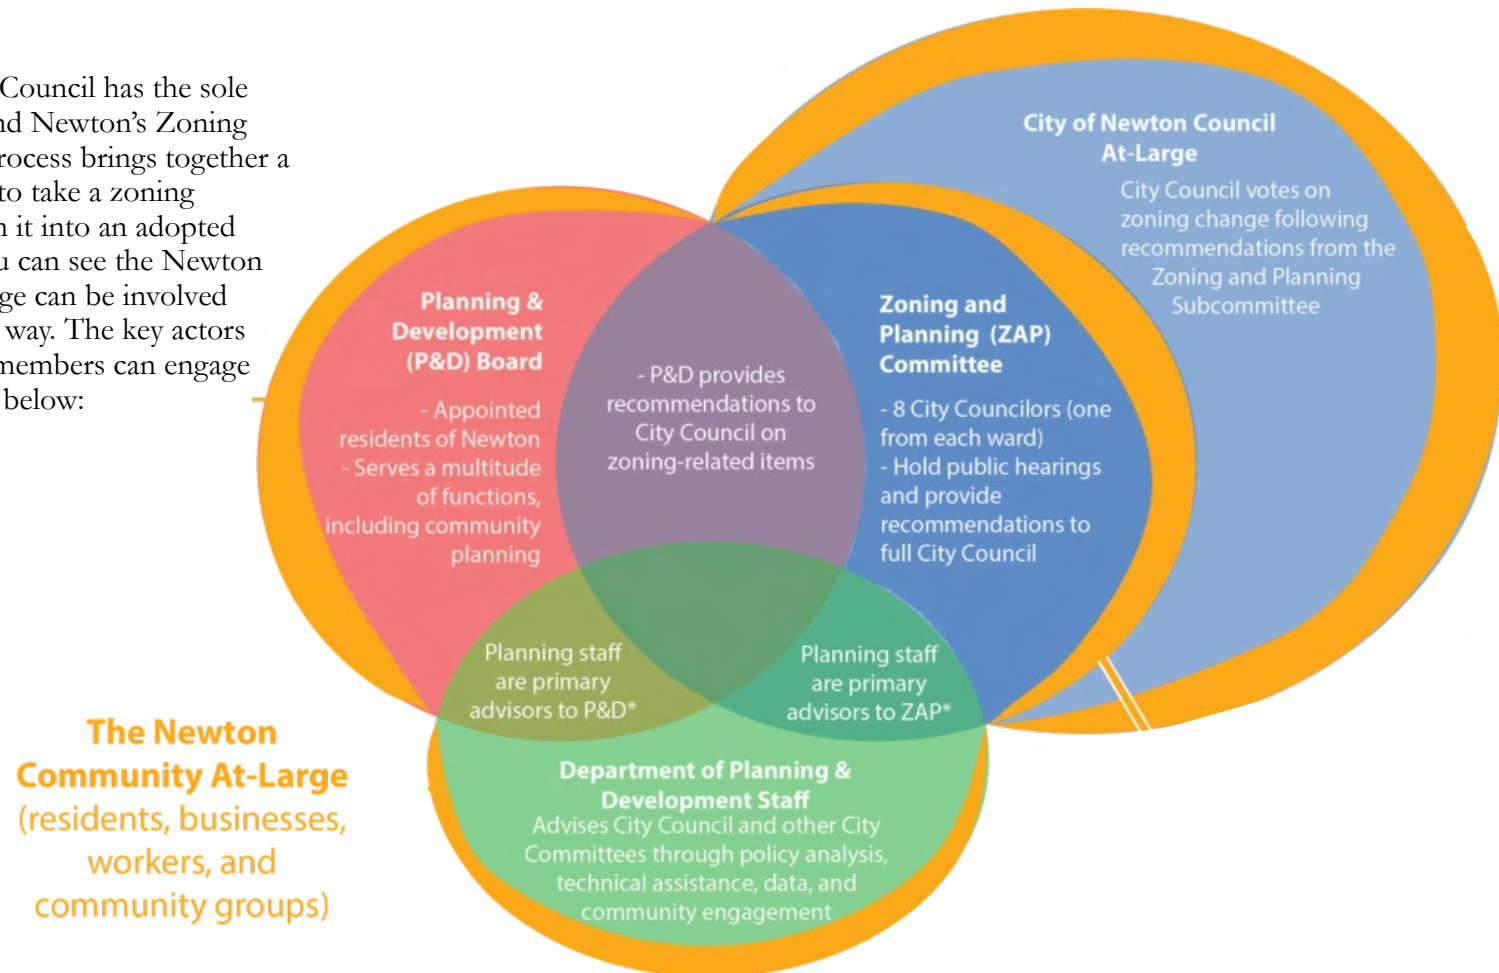 Council has the sole
nd Newton's Zoning
rocess brings together a
to take a zoning
n it into an adopted
u can see the Newton
ge can be involved
way. The key actors
members can engage
below:
City of Newton Council
At-Large
City Council votes on
zoning change following
recommendations from the
Zoning and Planning
Subcommittee
Planning &
Development
(P&D) Board
- Appointed
residents of Newton
- Serves a multitude
of functions,
including community
planning
- P&D provides
recommendations to
City Council on
zoning-related items
Zoning and
Planning (ZAP)
Committee
- 8 City Councilors (one
from each ward)
- Hold public hearings
and provide
recommendations to
full City Council
Planning staff
are primary
advisors to P&D*
Planning staff
are primary
advisors to ZAP*
Department of Planning &
Development Staff
Advises City Council and other City
Committees through policy analysis,
technical assistance, data, and
community engagement
The Newton
Community At-Large
(residents, businesses,
workers, and
community groups)